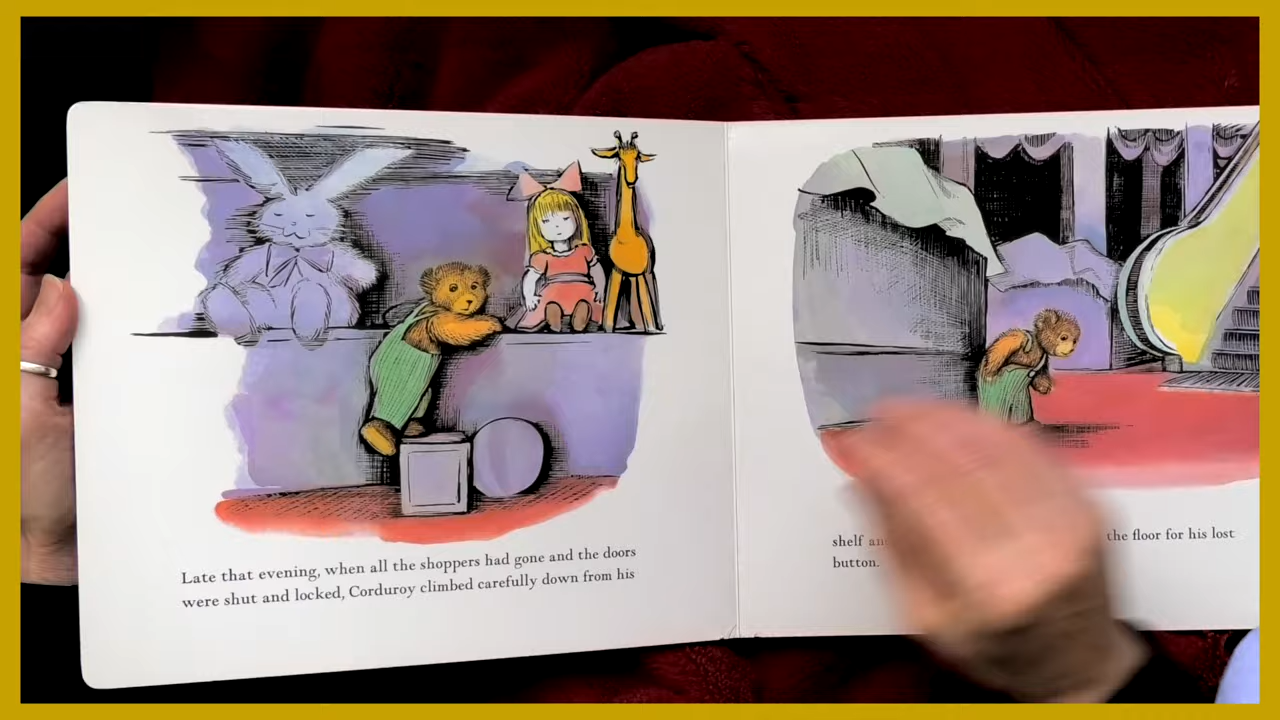 Late that evening, when all the shoppers had gone and the doors
were shut and locked, Corduroy climbed carefully down from his
shelf the floor for his lost
button.